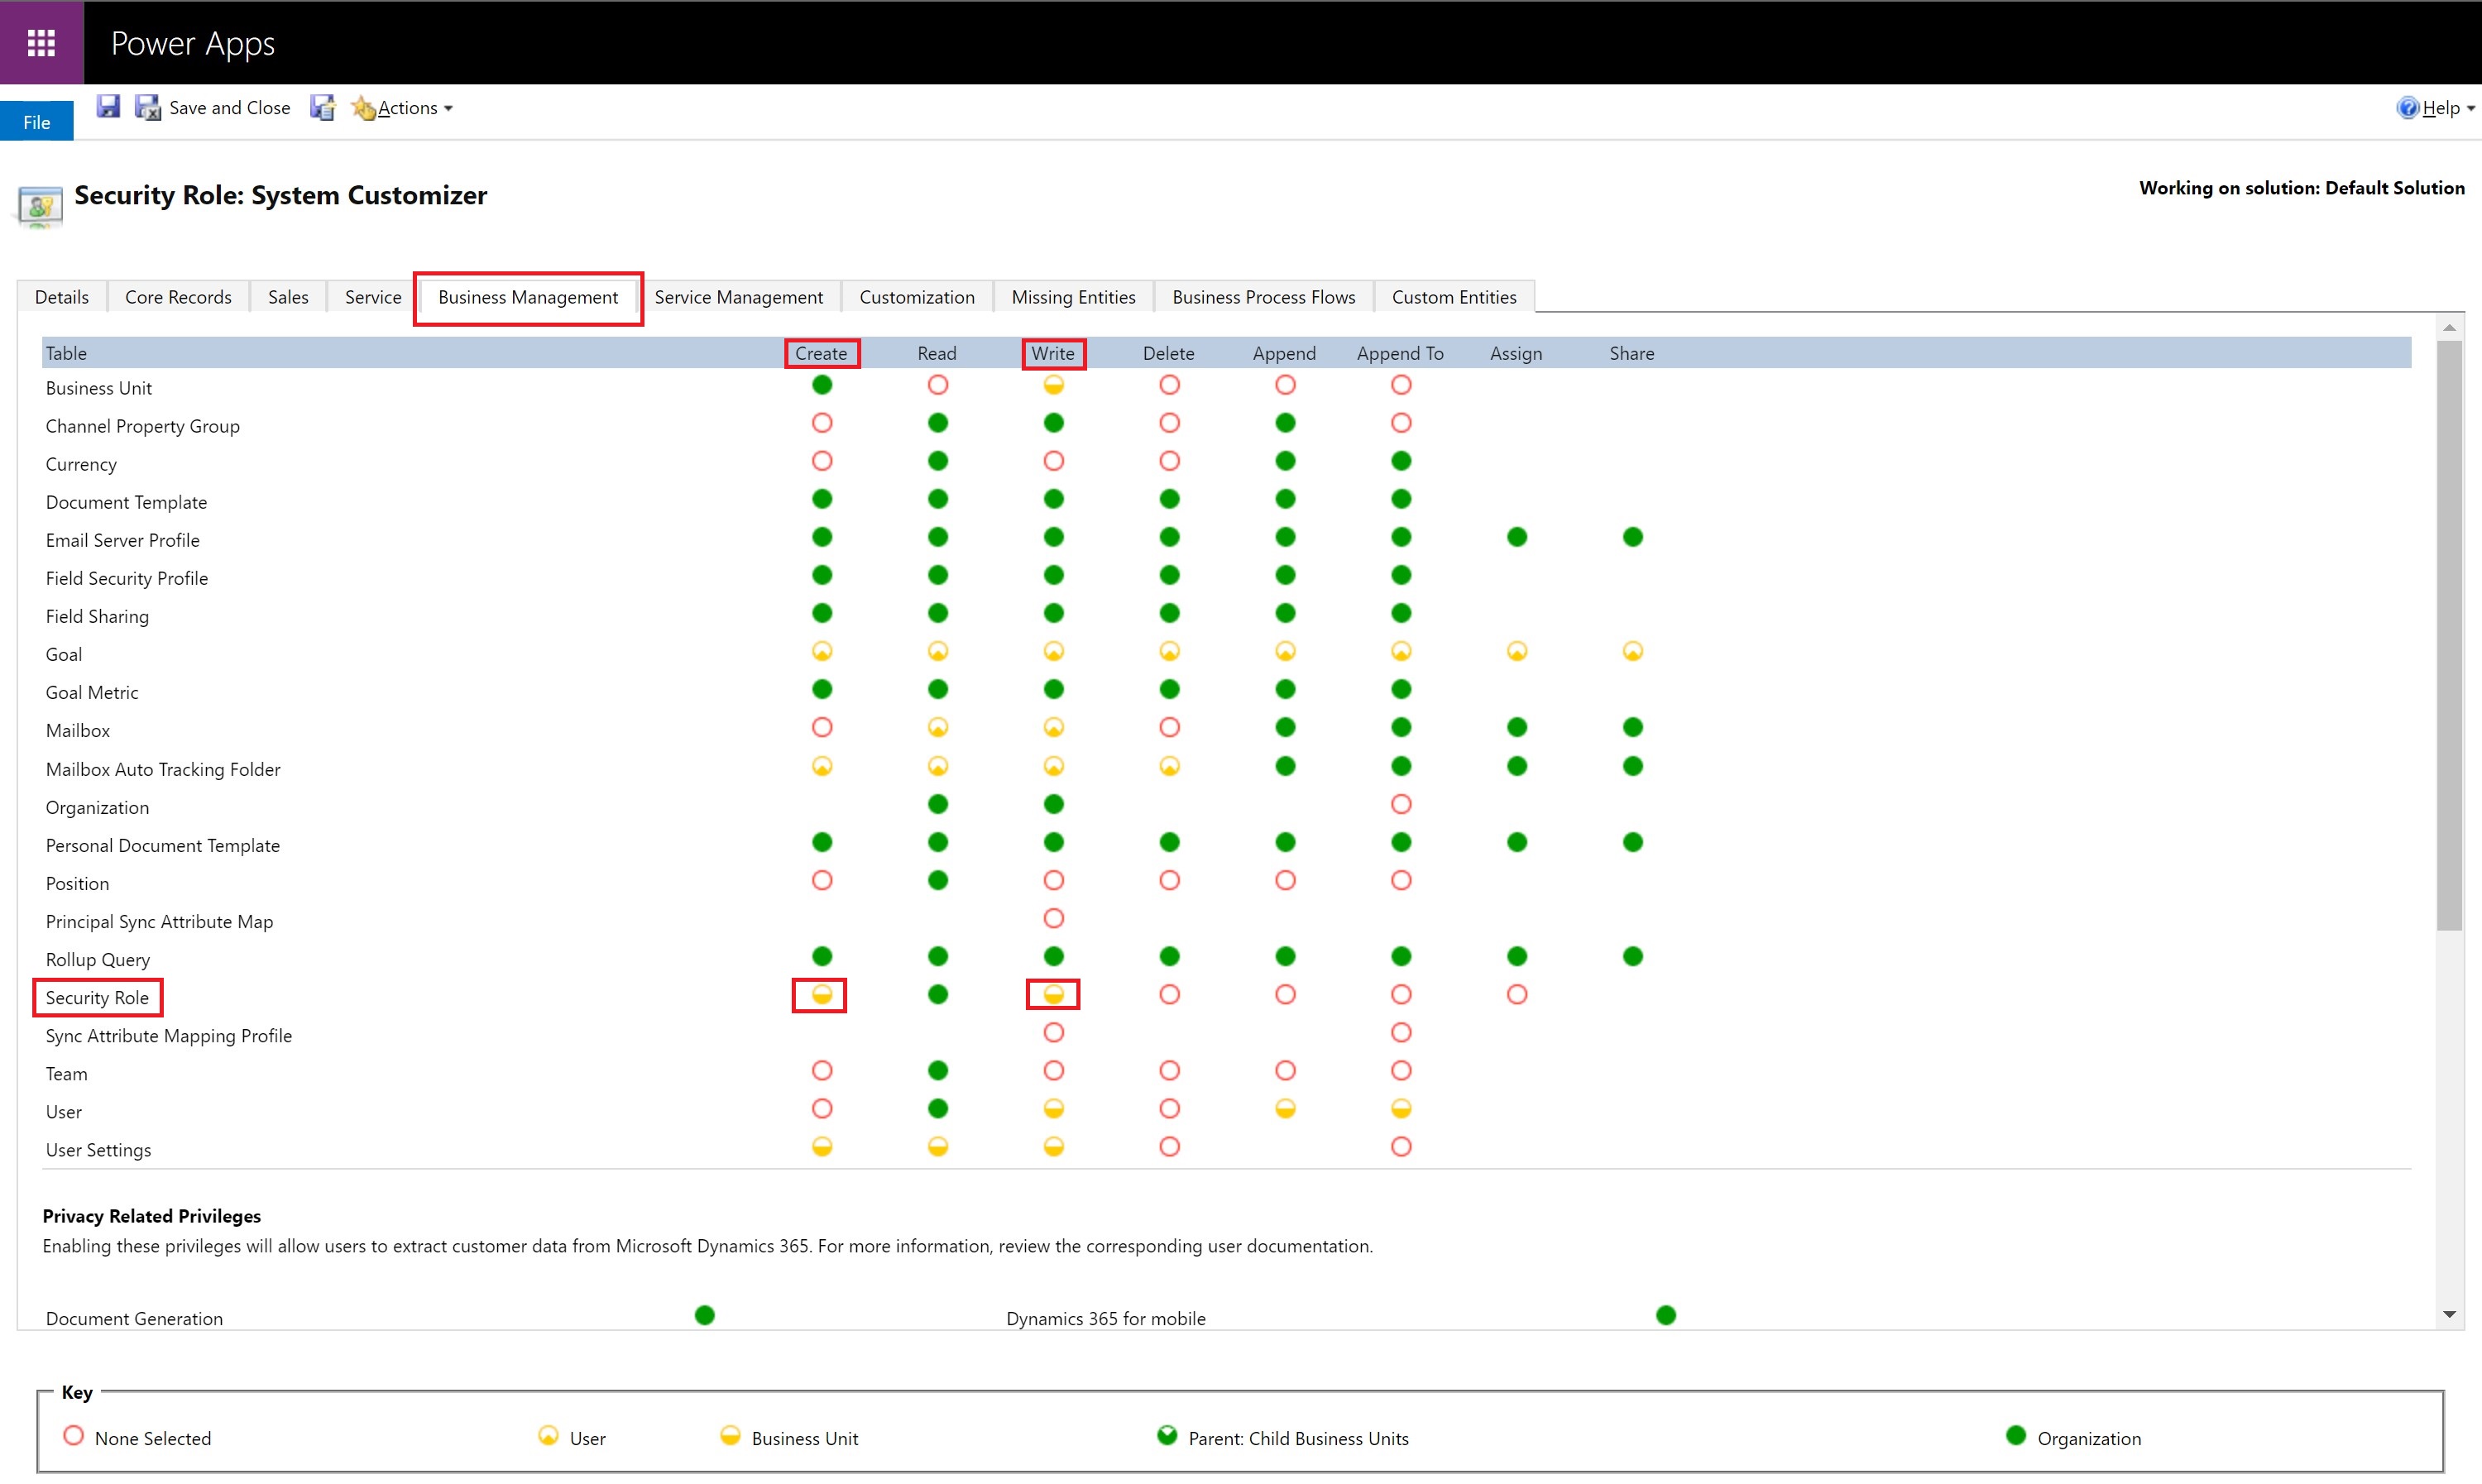 Power Apps
File
Save and Close
Actions
Help
Security Role: System Customizer
Working on solution: Default Solution
Details Core Records Sales Service Business Management Service Management Customization Missing Entities Business Process Flows Custom Entities
Table Create Read Write Delete Append Append To Assign Share
Business Unit
Channel Property Group
Currency
Document Template
Email Server Profile
Field Security Profile
Field Sharing
Goal
Goal Metric
Mailbox
Mailbox Auto Tracking Folder
Organization
Personal Document Template
Position
Principal Sync Attribute Map
Rollup Query
Security Role
Sync Attribute Mapping Profile
Team
User
User Settings
Privacy Related Privileges
Enabling these privileges will allow users to extract customer data from Microsoft Dynamics 365. For more information, review the corresponding user documentation.
Document Generation Dynamics 365 for mobile
Key
None Selected User Business Unit Parent: Child Business Units Organization